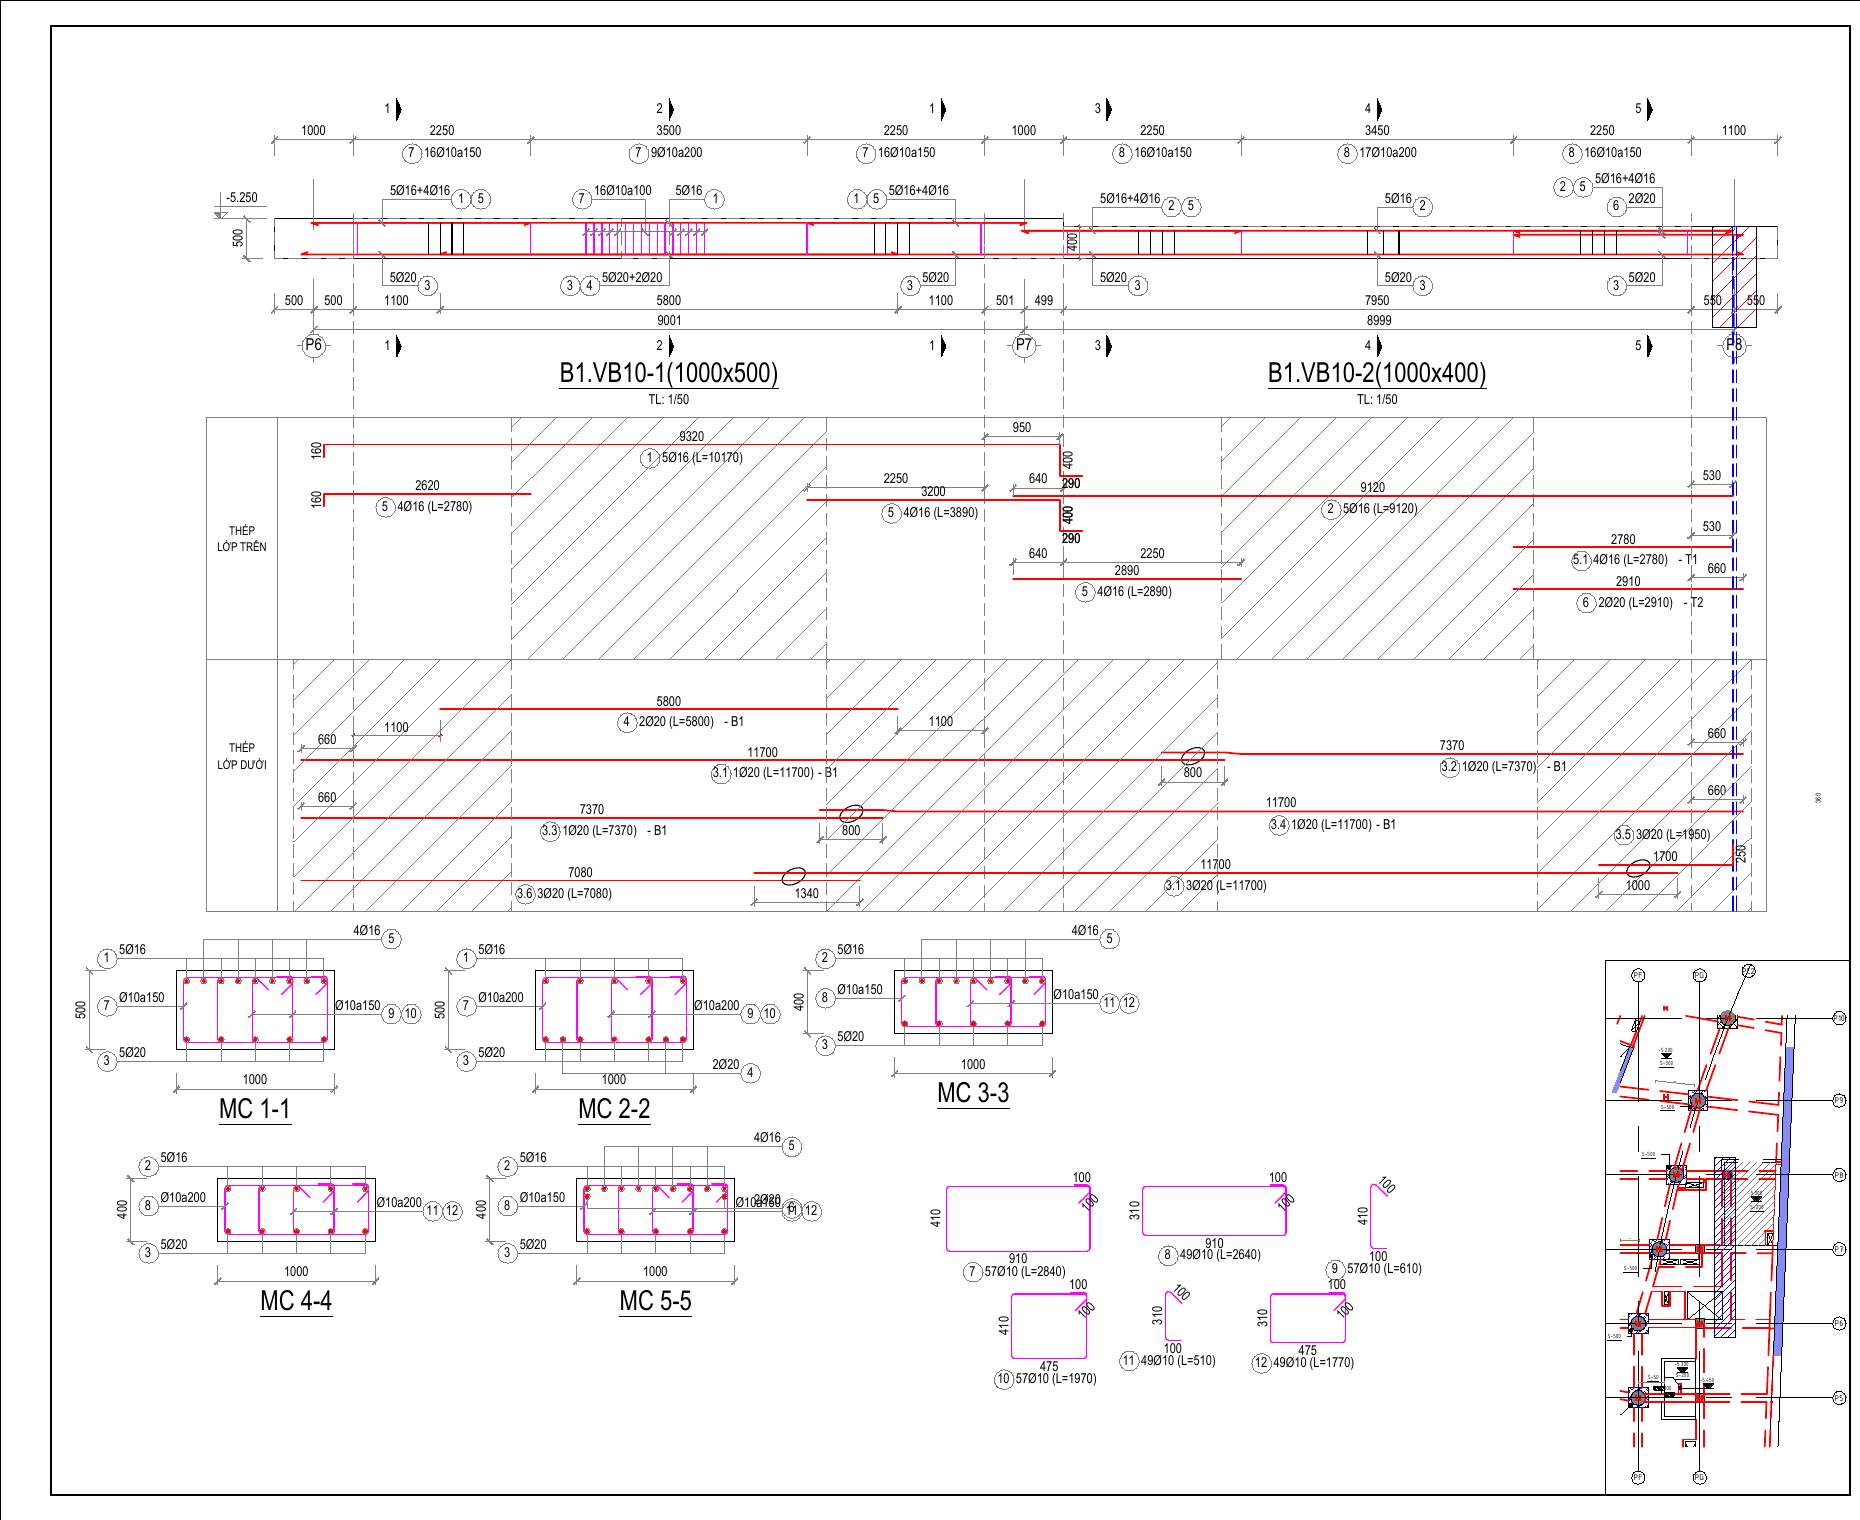 1 2 1 3 4 5
1000 2250 3500 2250 1000 2250 3450 2250 1100
7 16Ø10a150 7 9Ø10a200 7 16Ø10a150 8 16Ø10a150 8 17Ø10a200 8 16Ø10a150
-5.250
5Ø16+4Ø16 1 5
7 16Ø10a100
5Ø16 1
1 5 5Ø16+4Ø16
5Ø16+4Ø16 2 5
5Ø16 2
2 5 5Ø16+4Ø16
6 2Ø20
500
400
5Ø20 3
3 4 5Ø20+2Ø20
3 5Ø20
5Ø20 3
5Ø20 3
3 5Ø20
500 500 1100 5800 1100 501 499 7950 550 550
9001 8999
P6 P7 P8
1 2 1 3 4 5
B1.VB10-1(1000x500)
TL: 1/50
B1.VB10-2(1000x400)
TL: 1/50
THÉP
LỚP TRÊN
160
9320
1 5Ø16 (L=10170)
950
400
290
160
2620
5 4Ø16 (L=2780)
2250
3200
5 4Ø16 (L=3890)
400
290
640
9120
2 5Ø16 (L=9120)
530
640 2250
2890
5 4Ø16 (L=2890)
530
2780
5.1 4Ø16 (L=2780) - T1
660
2910
6 2Ø20 (L=2910) - T2
THÉP
LỚP DƯỚI
5800
4 2Ø20 (L=5800) - B1
1100 1100
660
11700
3.1 1Ø20 (L=11700) - B1
800
7370
3.2 1Ø20 (L=7370) - B1
660
660
7370
3.3 1Ø20 (L=7370) - B1
800
11700
3.4 1Ø20 (L=11700) - B1
660
360
3.5 3Ø20 (L=1950)
1700
250
1000
7080
3.6 3Ø20 (L=7080)
1340
11700
3.1 3Ø20 (L=11700)
4Ø16 5
1 5Ø16
7 Ø10a150
Ø10a150 9 10
3 5Ø20
500
1000
MC 1-1
1 5Ø16
7 Ø10a200
Ø10a200 9 10
3 5Ø20
2Ø20 4
500
1000
MC 2-2
4Ø16 5
2 5Ø16
8 Ø10a150
Ø10a150 11 12
3 5Ø20
400
1000
MC 3-3
2 5Ø16
8 Ø10a200
Ø10a200 11 12
3 5Ø20
400
1000
MC 4-4
4Ø16 5
2 5Ø16
8 Ø10a150
2Ø20 6
Ø10a150 11 12
3 5Ø20
400
1000
MC 5-5
100
100
410
910
7 57Ø10 (L=2840)
100
100
310
910
8 49Ø10 (L=2640)
100
410
100
9 57Ø10 (L=610)
100
100
410
475
10 57Ø10 (L=1970)
100
310
100
11 49Ø10 (L=510)
100
100
310
475
12 49Ø10 (L=1770)
PF PG
P10
P9
P8
P7
P6
P5
PF PG